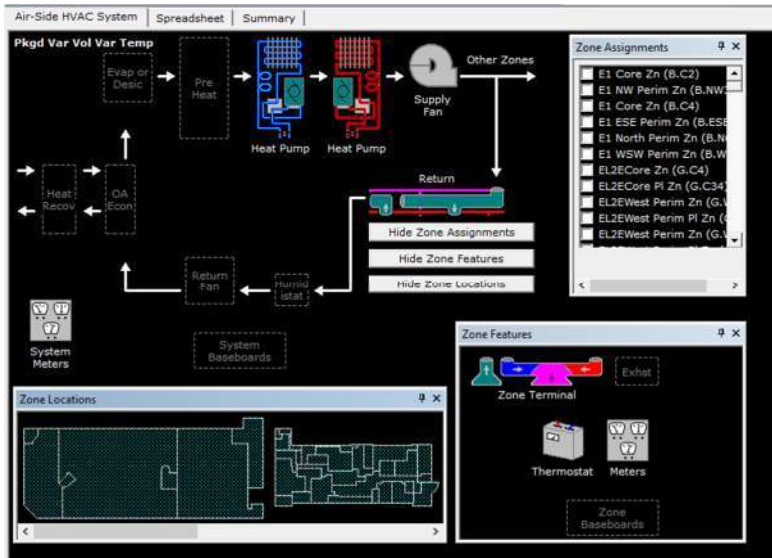 Air-Side HVAC System
Spreadsheet
Summary
Pkgd Var Vol Var Temp
Evap or
Desic
Pre
Heat
Heat Pump
Heat Pump
Supply
Fan
Other Zones
Return
Heat
Recov
OA
Econ
Hide Zone Assignments
Hide Zone Features
Hide Zone Locations
Return
Fan
Humid
istat
System
Meters
System
Baseboards
Zone Assignments
E1 Core Zn (B.C2)
E1 NW Perim Zn
E1 Core Zn (B.C4)
E1 ESE Perim Zn (B.ESE
E1 North Perim Zn
E1 WSW Perim Zn
EL2ECore Zn (G.C4)
EL2ECore Pl Zn (G.C34)
EL2EWest Perim Zn
EL2EWest Perim Pl Zn
EL2EWest Perim Zn
Zone Features
Exhst
Zone Terminal
Thermostat
Meters
Zone
Baseboards
Zone Locations